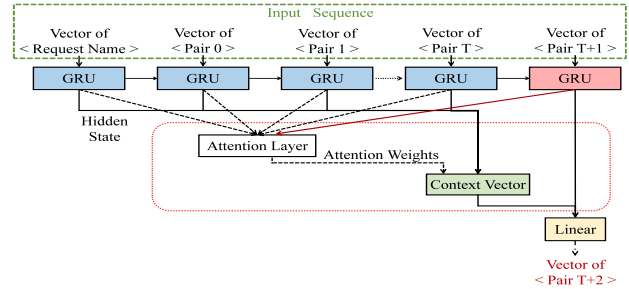 Input Sequence
Vector of
< Request Name >
Vector of
< Pair 0 >
Vector of
< Pair 1 >
Vector of
< Pair T >
Vector of
< Pair T+1 >
GRU
GRU
GRU
GRU
GRU
Hidden
State
Attention Layer
Attention Weights
Context Vector
Linear
Vector of
< Pair T+2 >